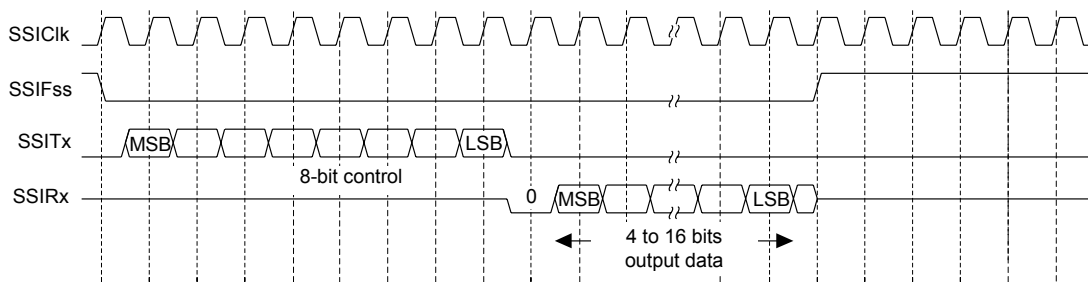 SSIClk
SSIFss
SSITx
MSB
LSB
8-bit control
SSIRx
0
MSB
LSB
4 to 16 bits
output data